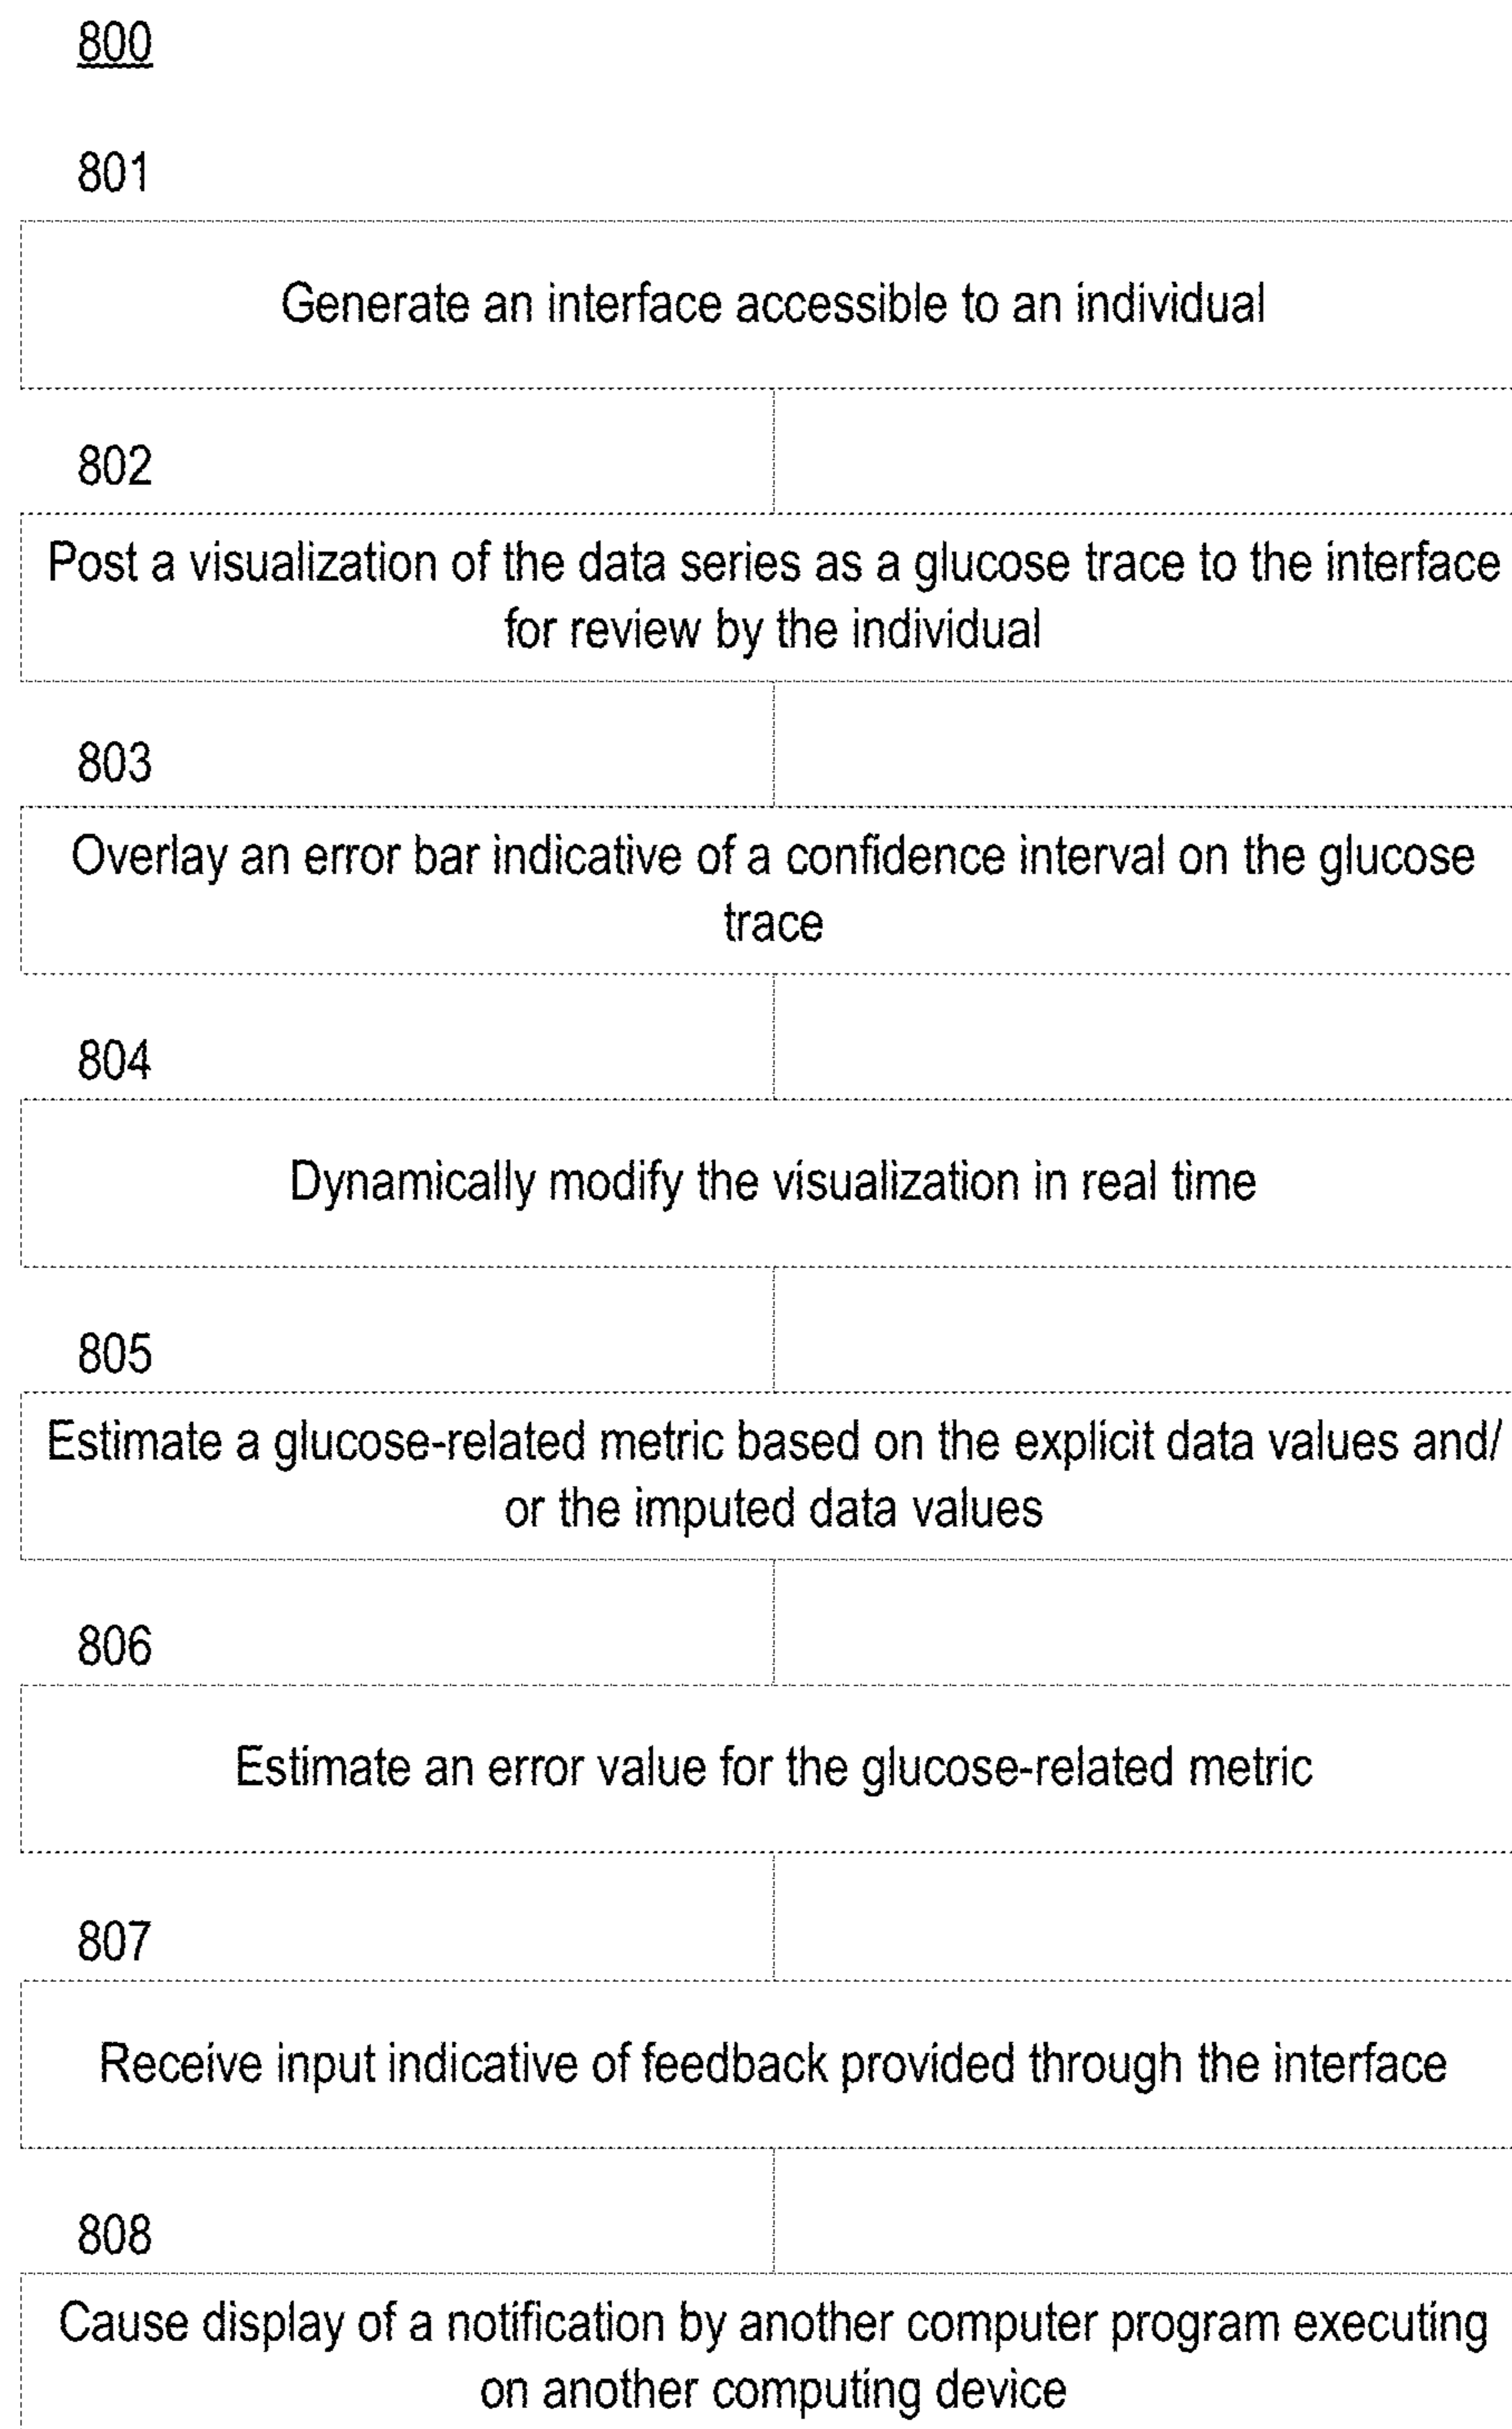 800
801
Generate an interface accessible to an individual
802
Post a visualization of the data series as a glucose trace to the interface
for review by the individual
803
Overlay an error bar indicative of a confidence interval on the glucose
trace
804
Dynamically modify the visualization in real time
805
Estimate a glucose-related metric based on the explicit data values and/
or the imputed data values
806
Estimate an error value for the glucose-related metric
807
Receive input indicative of feedback provided through the interface
808
Cause display of a notification by another computer program executing
on another computing device